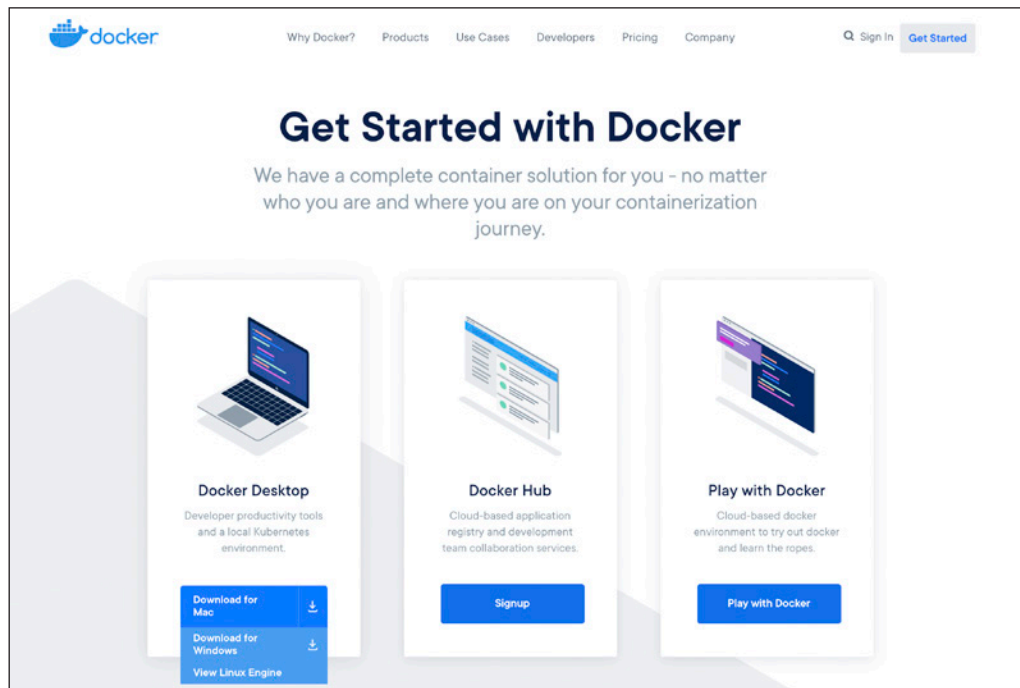 docker
Why Docker?
Products
Use Cases
Developers
Pricing
Company
Sign In
Get Started
Get Started with Docker
We have a complete container solution for you - no matter
who you are and where you are on your containerization
journey.
Docker Desktop
Developer productivity tools
and a local Kubernetes
environment.
Download for
Mac
Download for
Windows
View Linux Engine
Docker Hub
Cloud-based application
registry and development
team collaboration services.
Signup
Play with Docker
Cloud-based docker
environment to try out docker
and learn the ropes.
Play with Docker